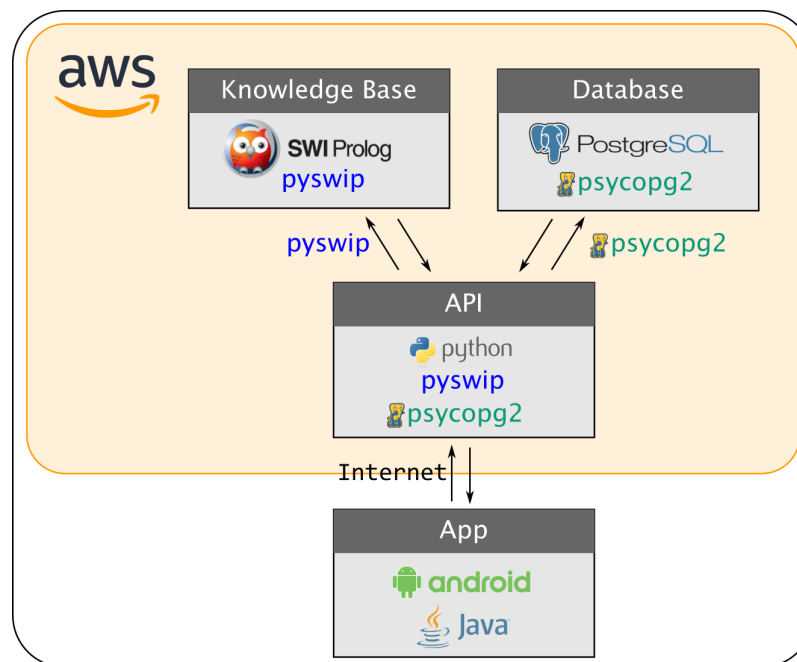 aws
Knowledge Base
SWI Prolog
pyswip
Database
PostgreSQL
psycopg2
pyswip
psycopg2
API
python
pyswip
psycopg2
Internet
App
android
Java